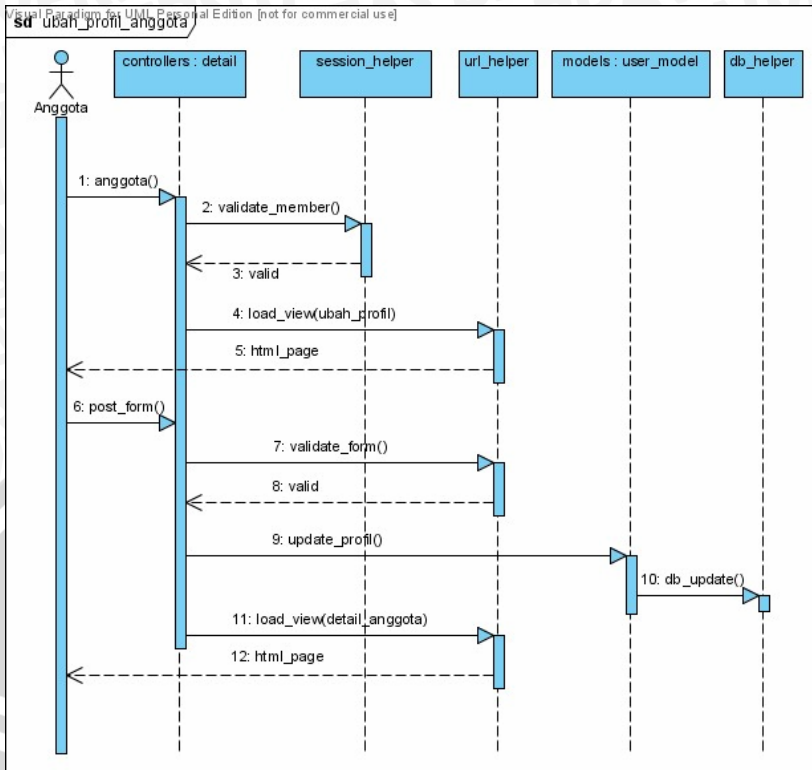 Visual Paradigm for UML Personal Edition [not for commercial use]
sd ubah_profil_anggota
controllers : detail
session_helper
url_helper
models : user_model
db_helper
Anggota
1: anggota()
2: validate_member()
3: valid
4: load_view(ubah_profil)
5: html_page
6: post_form()
7: validate_form()
8: valid
9: update_profil()
10: db_update()
11: load_view(detail_anggota)
12: html_page